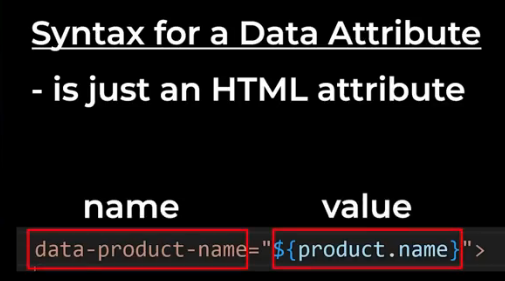 Syntax for a Data Attribute
- is just an HTML attribute
name value
data-product-name="${product.name}">